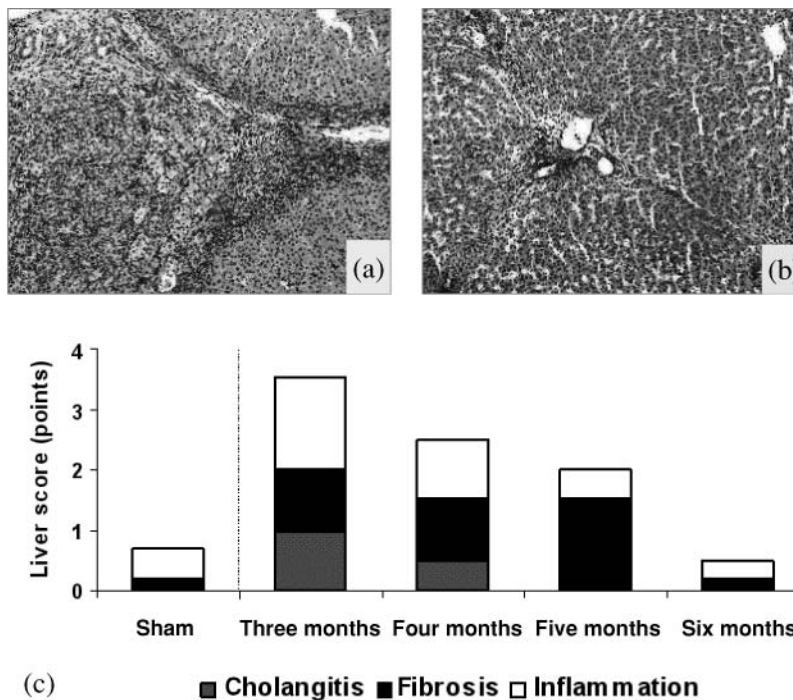 (a)
(b)
Liver score (points)
4
3
2
1
0
Sham
Three months
Four months
Five months
Six months
(c)
Cholangitis
Fibrosis
Inflammation